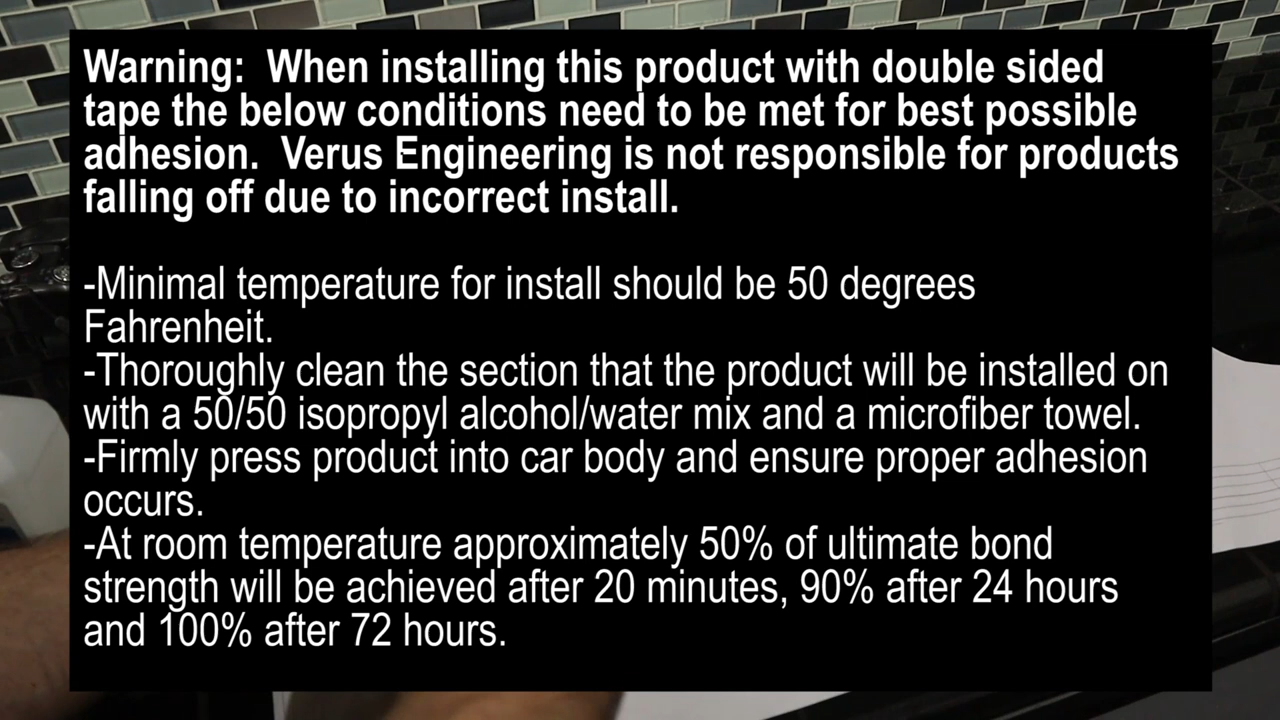 Warning:  When installing this product with double sided
tape the below conditions need to be met for best possible
adhesion.  Verus Engineering is not responsible for products
falling off due to incorrect install.
-Minimal temperature for install should be 50 degrees
Fahrenheit.
-Thoroughly clean the section that the product will be installed on
with a 50/50 isopropyl alcohol/water mix and a microfiber towel.
-Firmly press product into car body and ensure proper adhesion
occurs.
-At room temperature approximately 50% of ultimate bond
strength will be achieved after 20 minutes, 90% after 24 hours
and 100% after 72 hours.